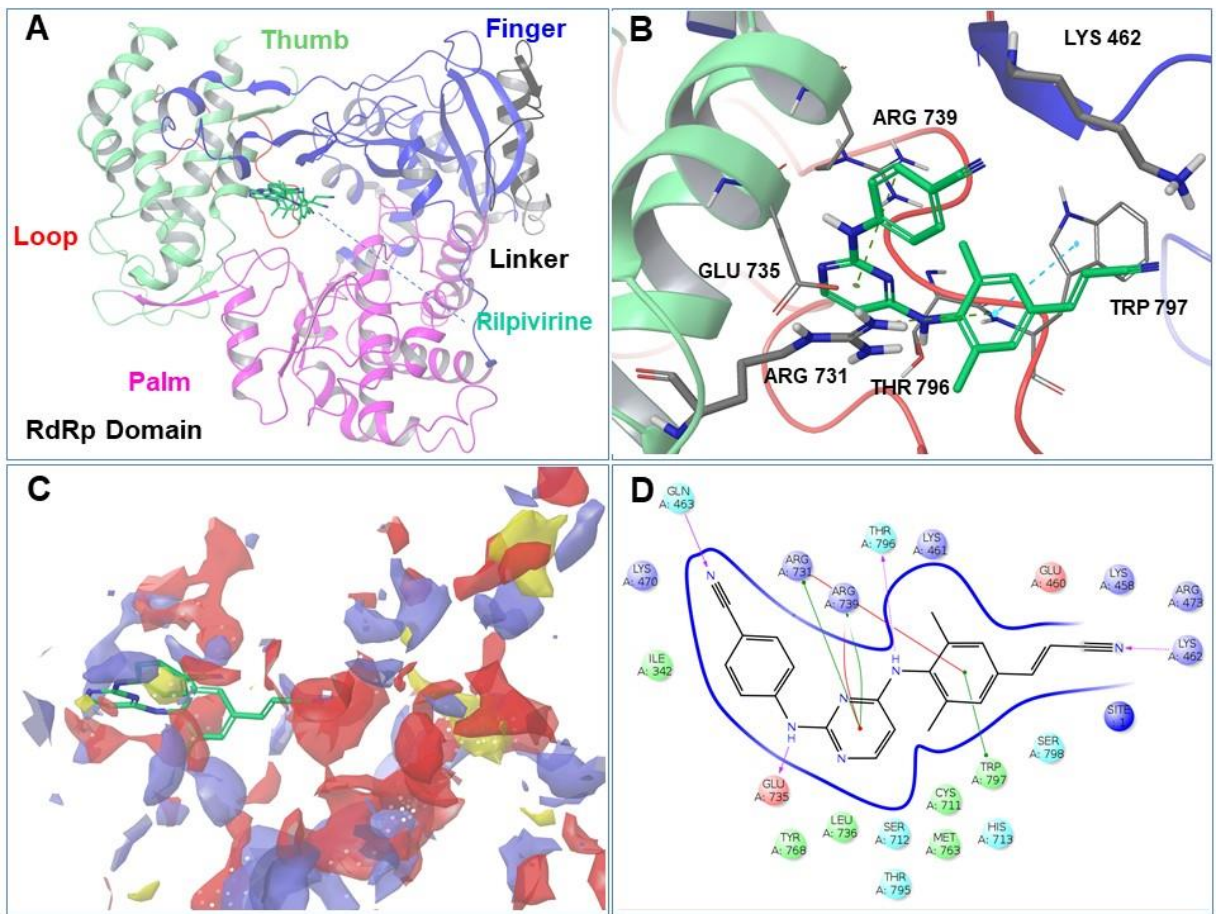 A
Thumb
Finger
Loop
Linker
Rilpivirine
Palm
RdRp Domain
B
LYS 462
ARG 739
GLU 735
TRP 797
ARG 731
THR 796
C
D
GLN
A: 463
THR
A: 796
LYS
A: 461
ARG
A: 731
LYS
A: 470
GLU
A: 460
LYS
A: 458
ARG
A: 473
ARG
A: 739
N
LYS
A: 462
H
N
N
ILE
A: 342
N
SITE
1
N
H
N
SER
A: 798
GLU
A: 735
TRP
A: 797
CYS
A: 711
LEU
A: 736
SER
A: 712
MET
A: 763
HIS
A: 713
TYR
A: 768
THR
A: 795